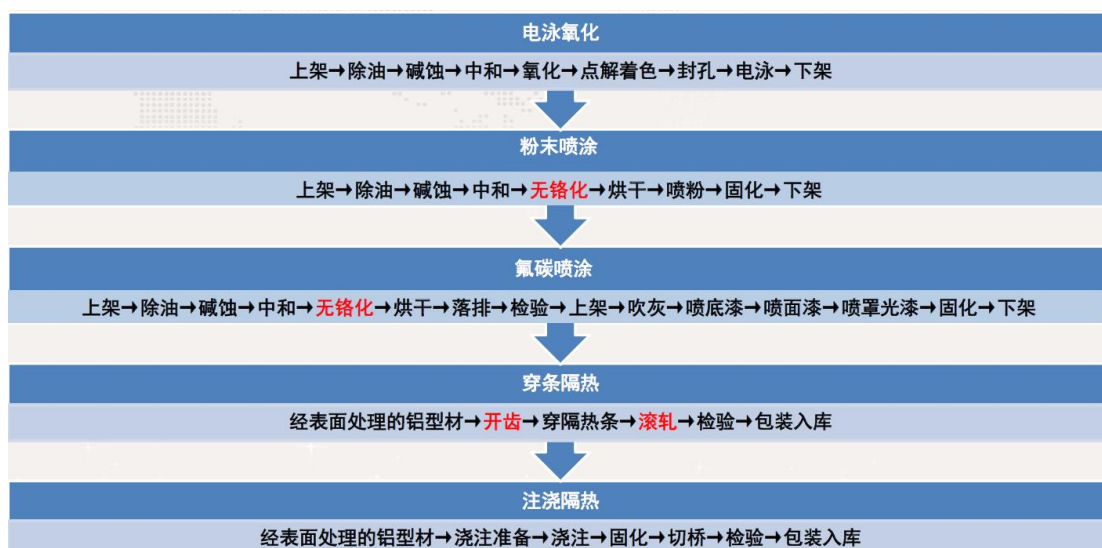 电泳氧化
上架→除油→碱蚀→中和→氧化→点解着色→封孔→电泳→下架
粉末喷涂
上架→除油→碱蚀→中和→无铬化→烘干→喷粉→固化→下架
氟碳喷涂
上架→除油→碱蚀→中和→无铬化→烘干→落排→检验→上架→吹灰→喷底漆→喷面漆→喷罩光漆→固化→下架
穿条隔热
经表面处理的铝型材→开齿→穿隔热条→滚轧→检验→包装入库
注浇隔热
经表面处理的铝型材→浇注准备→浇注→固化→切桥→检验→包装入库